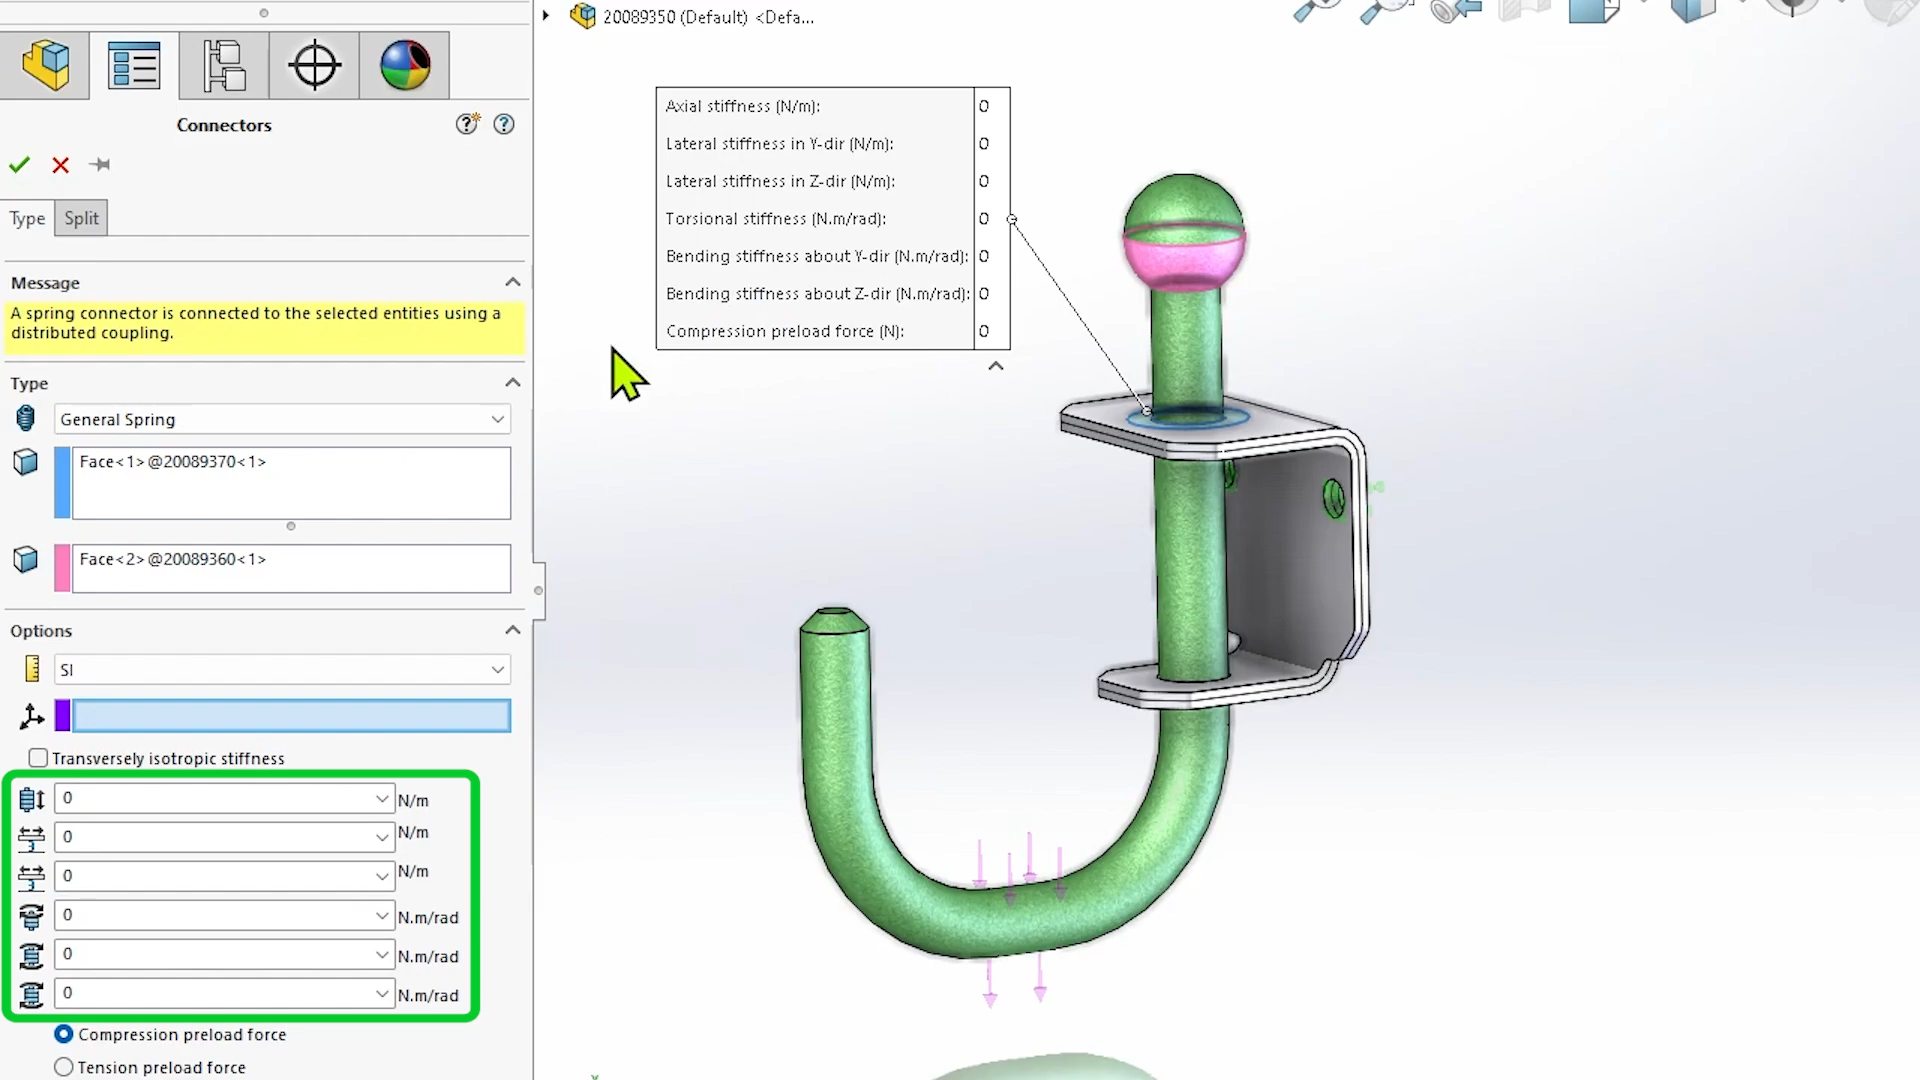 20089350 (Default) <Defa...
Connectors
Type
Split
Message
A spring connector is connected to the selected entities using a
distributed coupling.
Type
General Spring
Face<1>@20089370<1>
Face<2>@20089360<1>
Options
SI
Transversely isotropic stiffness
0 N/m
0 N/m
0 N/m
0 N.m/rad
0 N.m/rad
0 N.m/rad
Compression preload force
Tension preload force
Axial stiffness (N/m): 0
Lateral stiffness in Y-dir (N/m): 0
Lateral stiffness in Z-dir (N/m): 0
Torsional stiffness (N.m/rad): 0
Bending stiffness about Y-dir (N.m/rad): 0
Bending stiffness about Z-dir (N.m/rad): 0
Compression preload force (N): 0